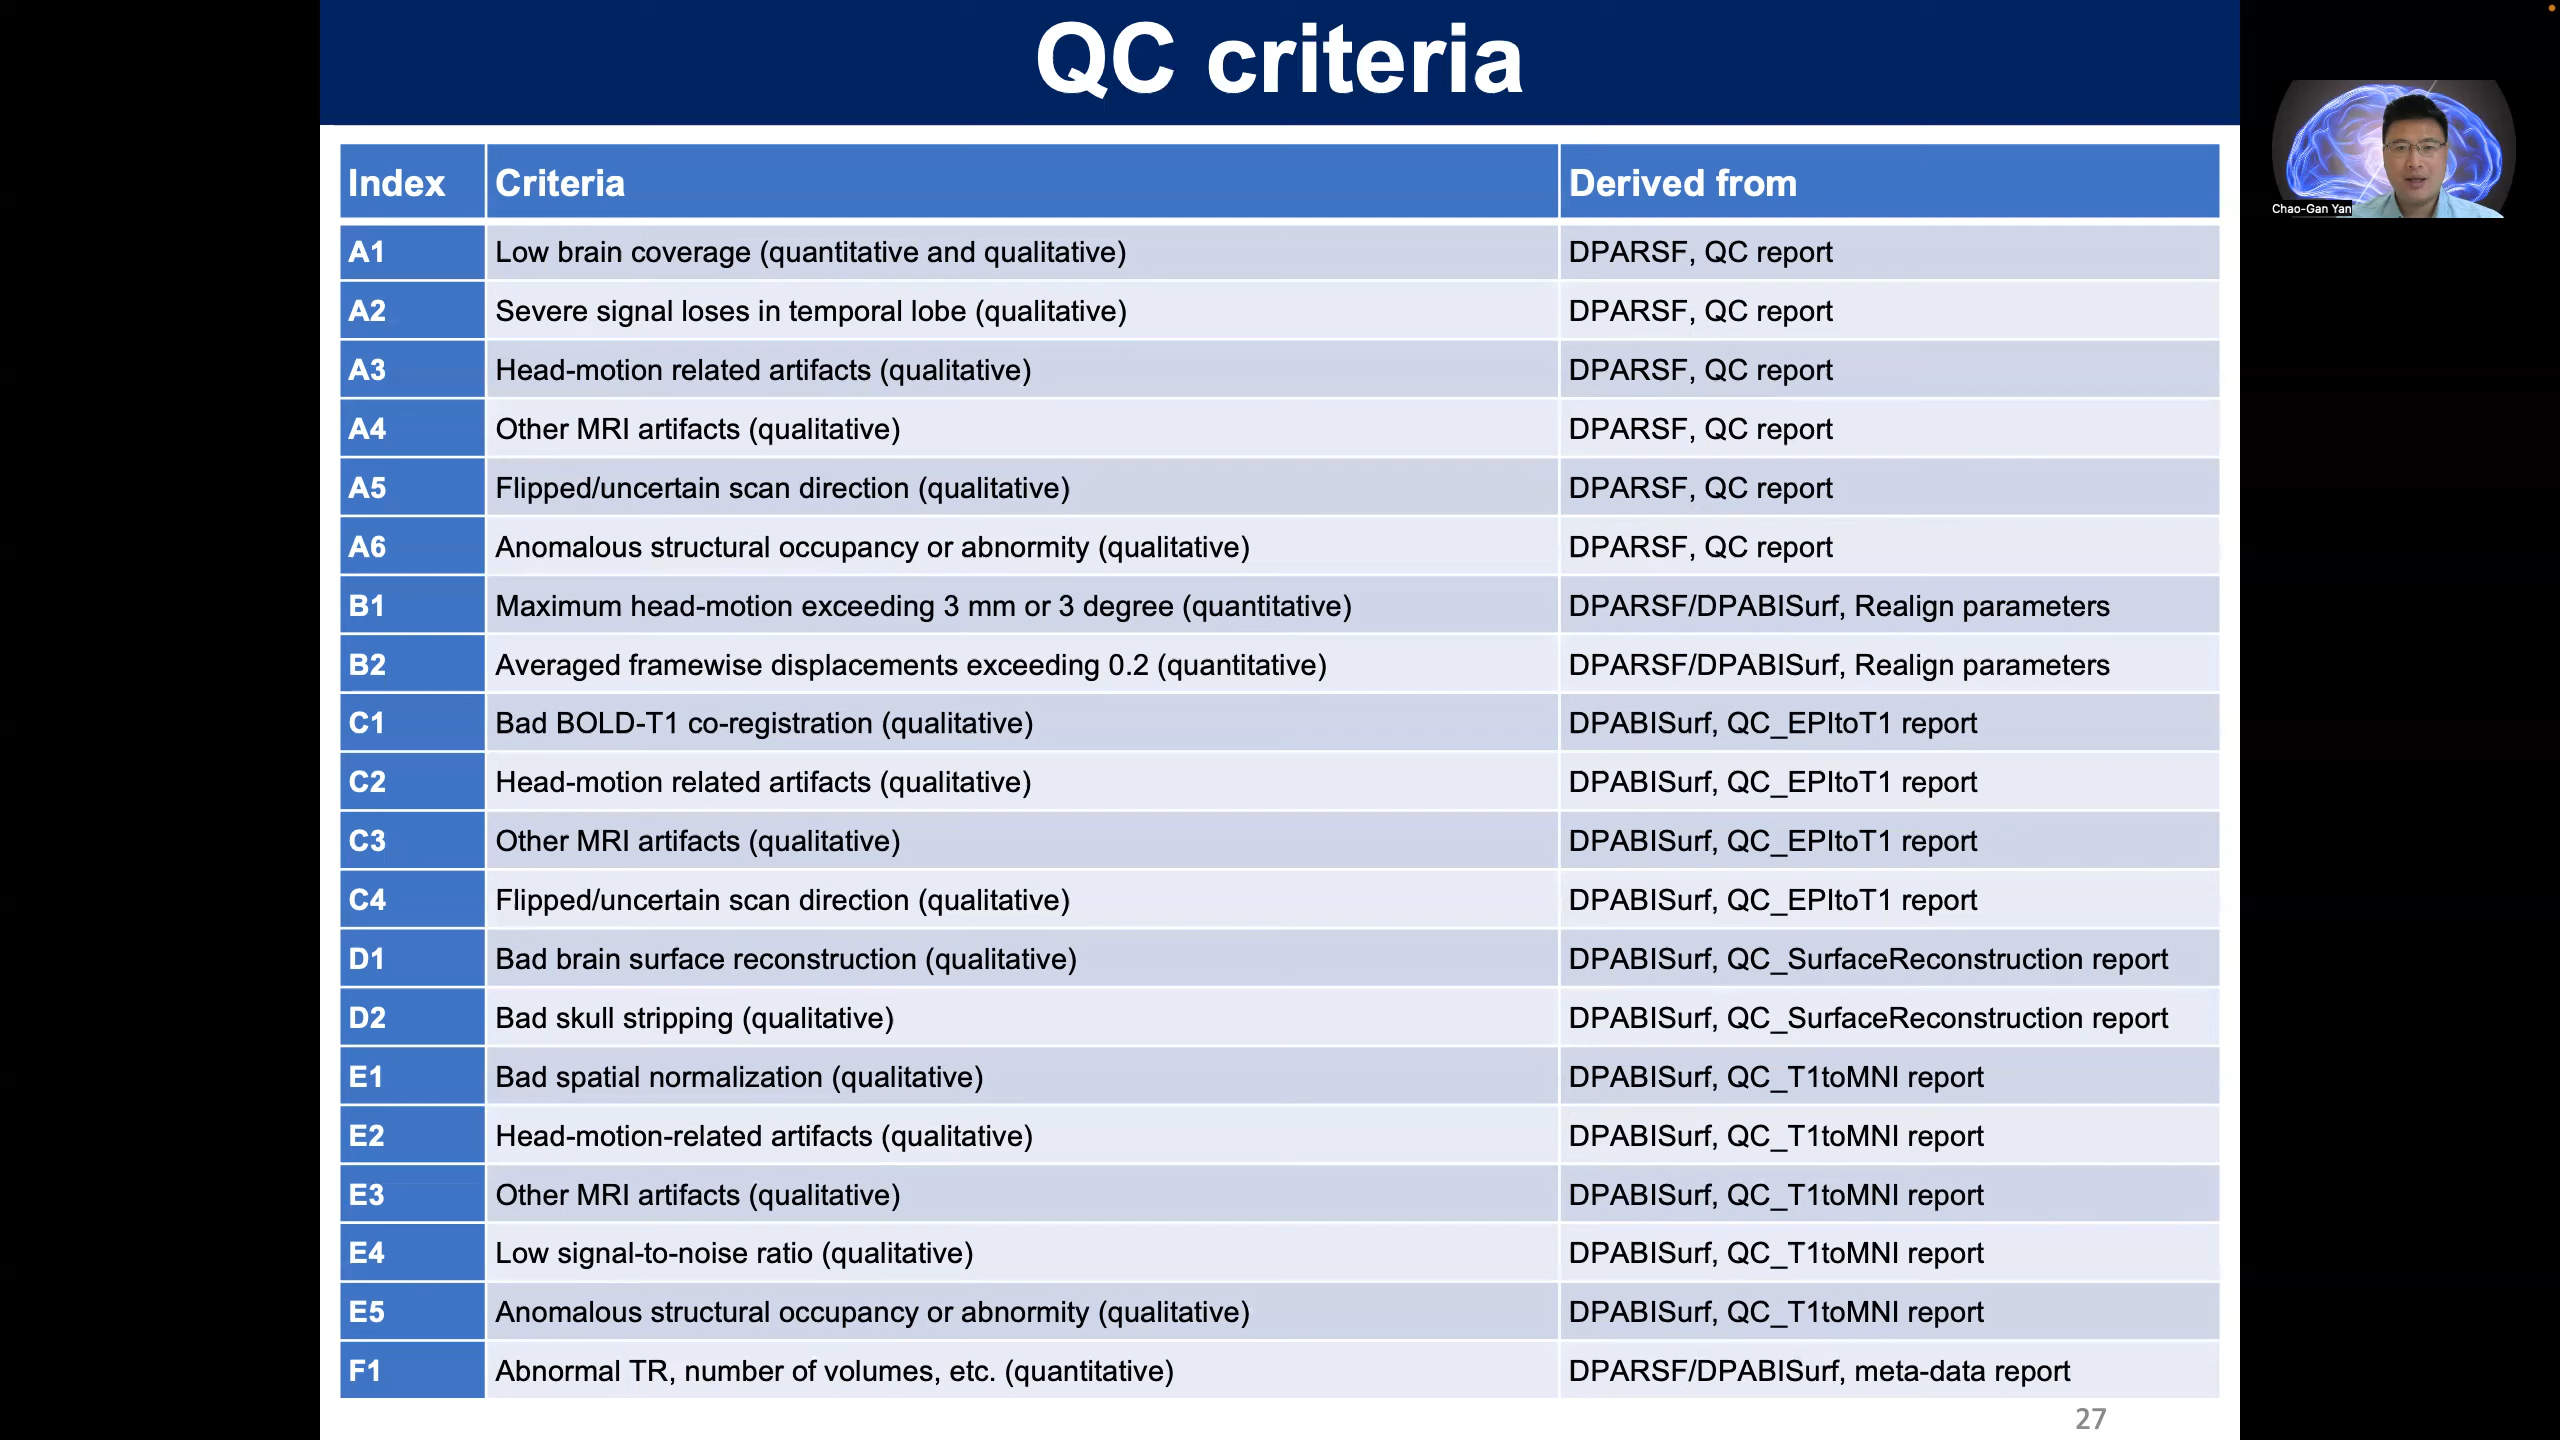 QC criteria
Chao-Gan Yan
Index Criteria Derived from
A1 Low brain coverage (quantitative and qualitative) DPARSF, QC report
A2 Severe signal loses in temporal lobe (qualitative) DPARSF, QC report
A3 Head-motion related artifacts (qualitative) DPARSF, QC report
A4 Other MRI artifacts (qualitative) DPARSF, QC report
A5 Flipped/uncertain scan direction (qualitative) DPARSF, QC report
A6 Anomalous structural occupancy or abnormity (qualitative) DPARSF, QC report
B1 Maximum head-motion exceeding 3 mm or 3 degree (quantitative) DPARSF/DPABISurf, Realign parameters
B2 Averaged framewise displacements exceeding 0.2 (quantitative) DPARSF/DPABISurf, Realign parameters
C1 Bad BOLD-T1 co-registration (qualitative) DPABISurf, QC_EPItoT1 report
C2 Head-motion related artifacts (qualitative) DPABISurf, QC_EPItoT1 report
C3 Other MRI artifacts (qualitative) DPABISurf, QC_EPItoT1 report
C4 Flipped/uncertain scan direction (qualitative) DPABISurf, QC_EPItoT1 report
D1 Bad brain surface reconstruction (qualitative) DPABISurf, QC_SurfaceReconstruction report
D2 Bad skull stripping (qualitative) DPABISurf, QC_SurfaceReconstruction report
E1 Bad spatial normalization (qualitative) DPABISurf, QC_T1toMNI report
E2 Head-motion-related artifacts (qualitative) DPABISurf, QC_T1toMNI report
E3 Other MRI artifacts (qualitative) DPABISurf, QC_T1toMNI report
E4 Low signal-to-noise ratio (qualitative) DPABISurf, QC_T1toMNI report
E5 Anomalous structural occupancy or abnormity (qualitative) DPABISurf, QC_T1toMNI report
F1 Abnormal TR, number of volumes, etc. (quantitative) DPARSF/DPABISurf, meta-data report
27